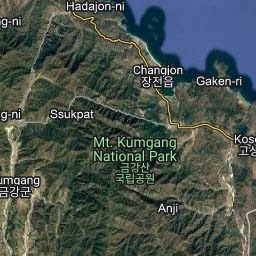 Hadajon-ni
Changjon
장전읍
Gaken-ri
Ssukpat
ng-ni
Mt. Kumgang
National Park
금강산
국립공원
Kos
고성
umgang
금강군
Anji